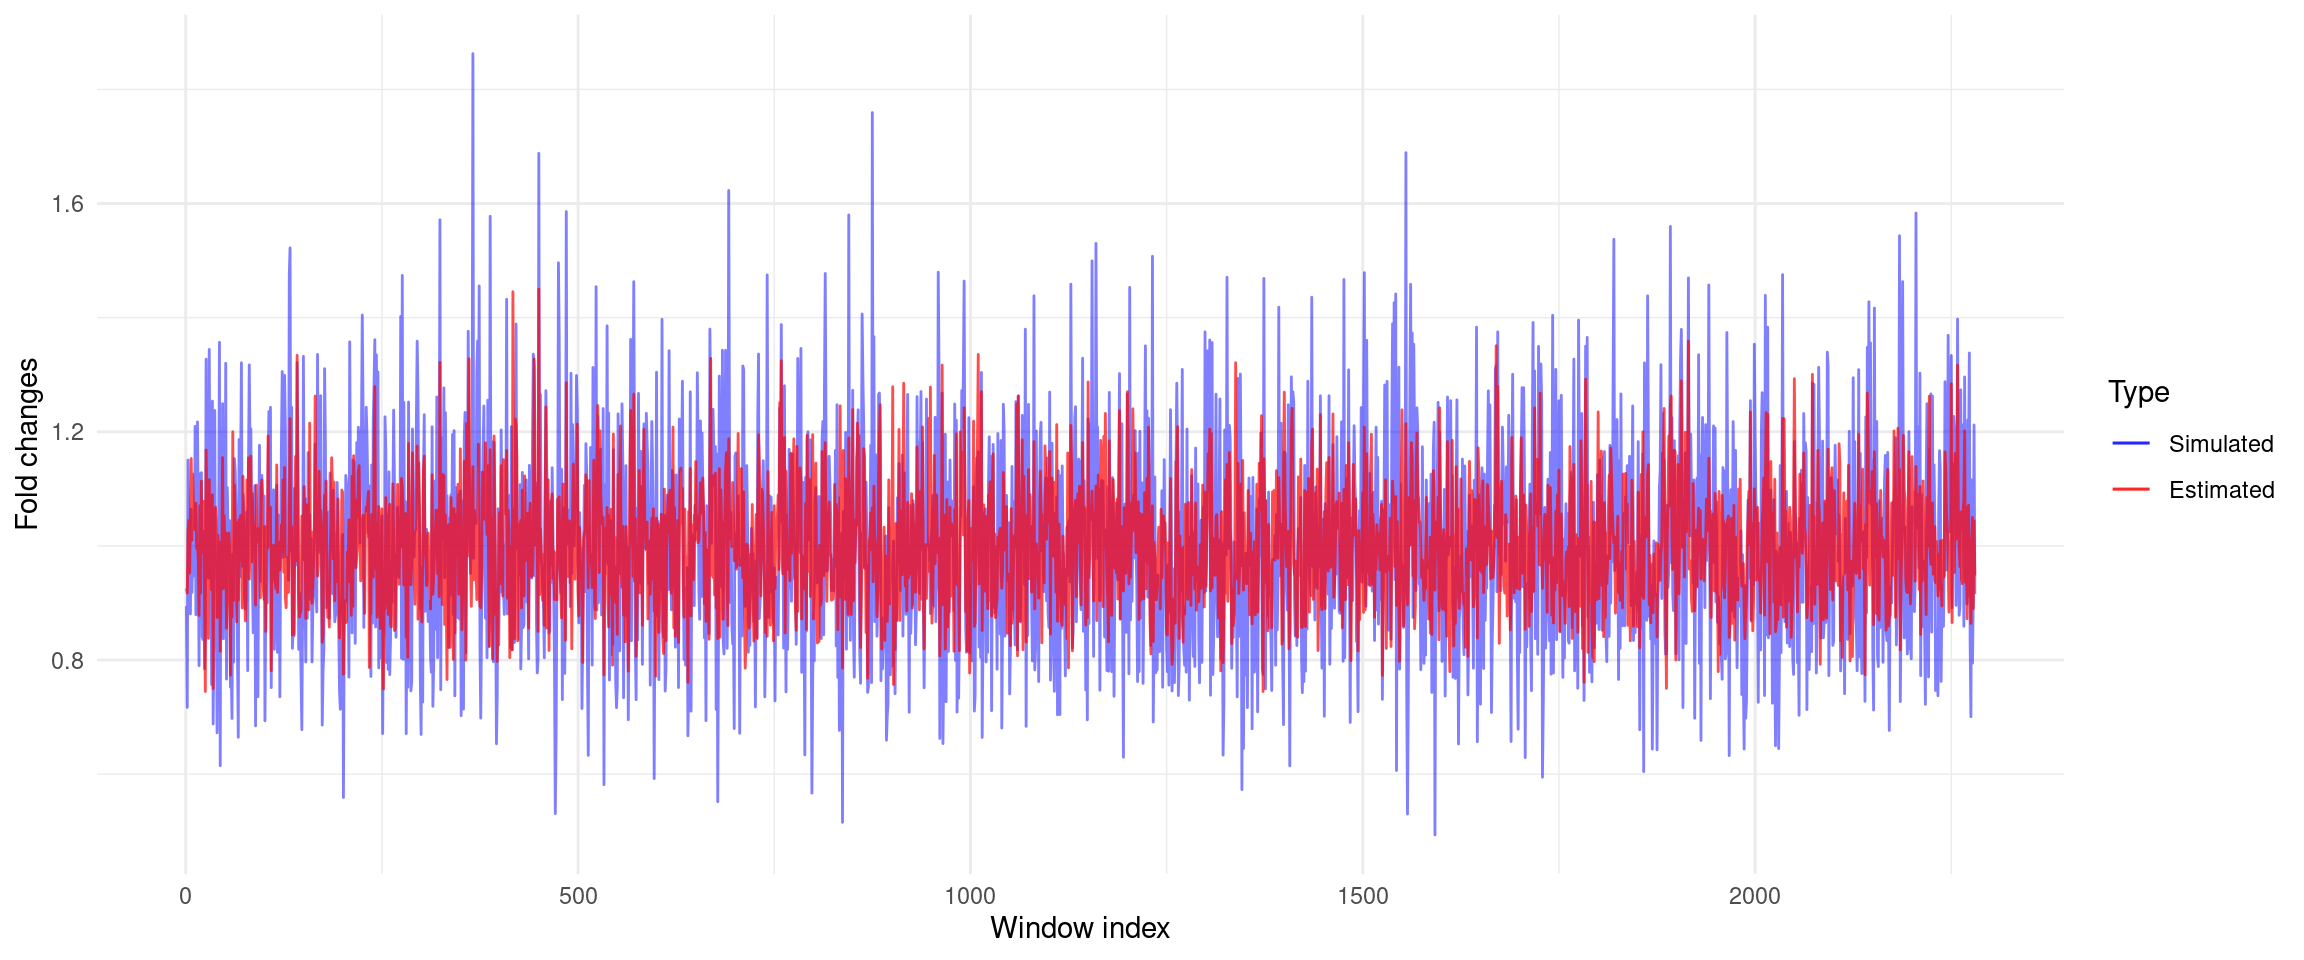 Fold changes
1.6
1.2
0.8
0
500
1000
1500
2000
Window index
Type
Simulated
Estimated